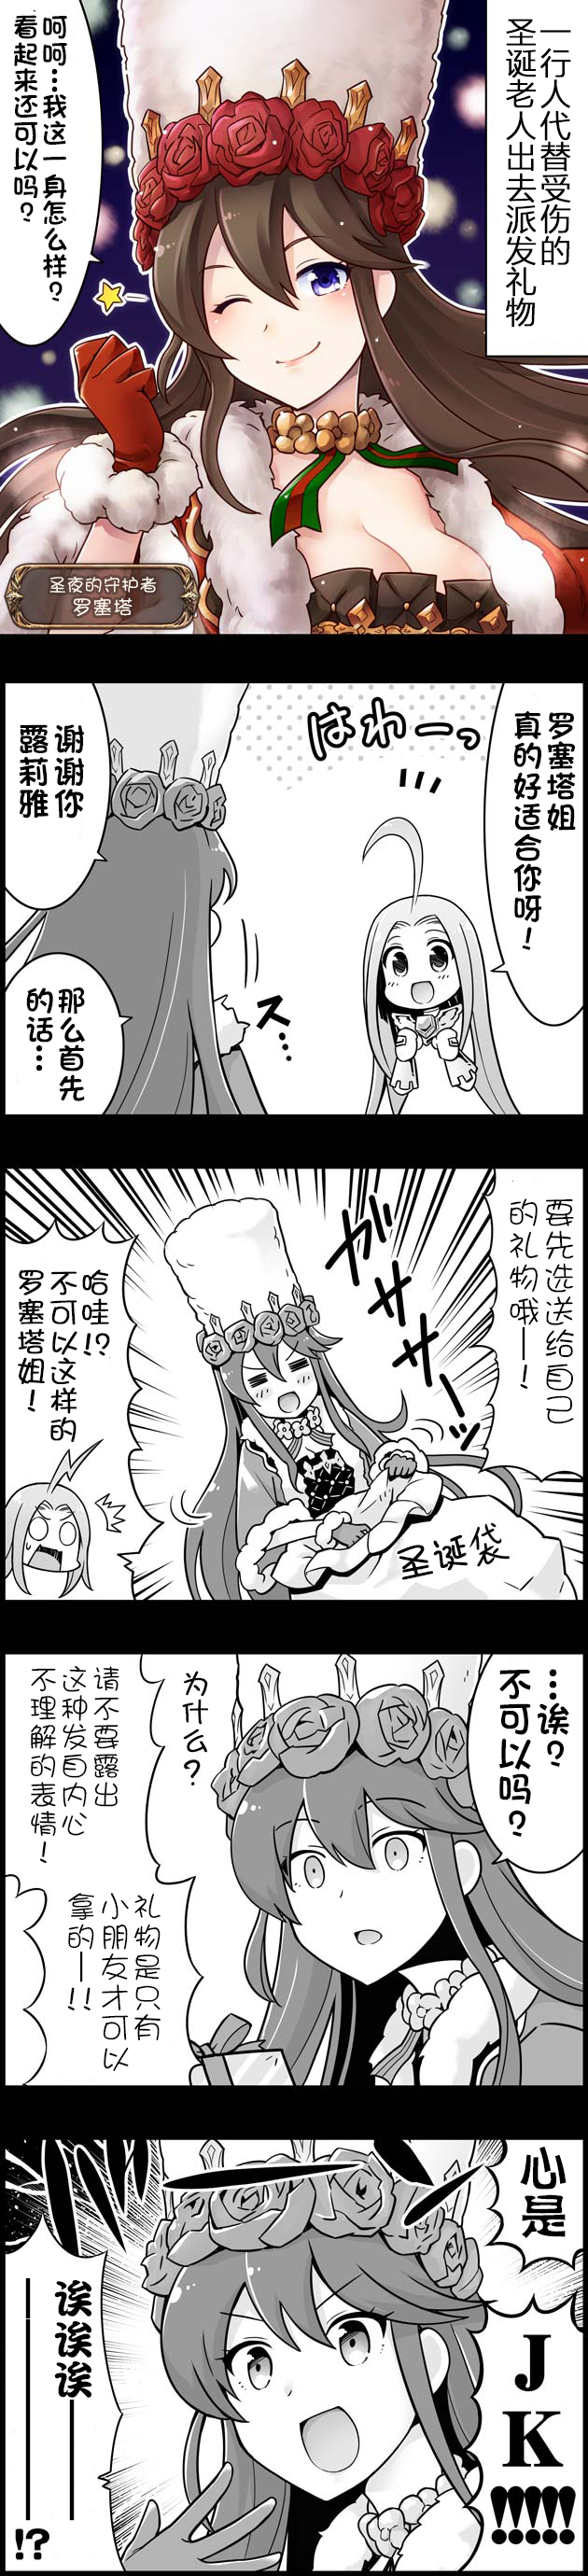 一行人代替受伤的
圣诞老人出去派发礼物
呵呵…我这一身怎么样?
看起来还可以吗?
圣夜的守护者
罗塞塔
罗塞塔姐
真的好适合你呀!
はわーっ
谢谢你
露莉雅
ス…
那么首先
的话…
要先选送给自己
的礼物哦ー!
ガサガサーッ
圣诞袋
哈哇!?
不可以这样的
罗塞塔姐!
…诶?
不可以吗?
为什么?
请不要露出
这种发自内心
不理解的表情!
礼物是只有
小朋友才可以
拿的ー!!
心是
JK
!!!!!!
诶诶诶
!?